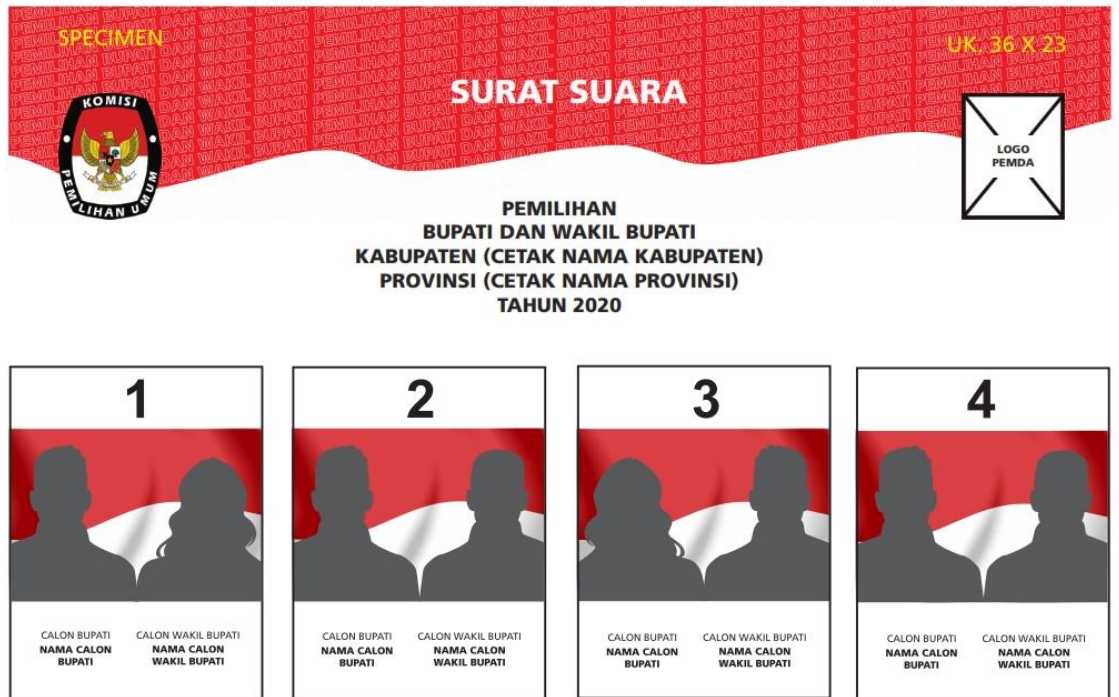 SPECIMEN
UK. 36 X 23
SURAT SUARA
KOMISI
PEMILIHAN UMUM
LOGO
PEMDA
PEMILIHAN
BUPATI DAN WAKIL BUPATI
KABUPATEN (CETAK NAMA KABUPATEN)
PROVINSI (CETAK NAMA PROVINSI)
TAHUN 2020
1
CALON BUPATI
NAMA CALON
BUPATI
CALON WAKIL BUPATI
NAMA CALON
WAKIL BUPATI
2
CALON BUPATI
NAMA CALON
BUPATI
CALON WAKIL BUPATI
NAMA CALON
WAKIL BUPATI
3
CALON BUPATI
NAMA CALON
BUPATI
CALON WAKIL BUPATI
NAMA CALON
WAKIL BUPATI
4
CALON BUPATI
NAMA CALON
BUPATI
CALON WAKIL BUPATI
NAMA CALON
WAKIL BUPATI